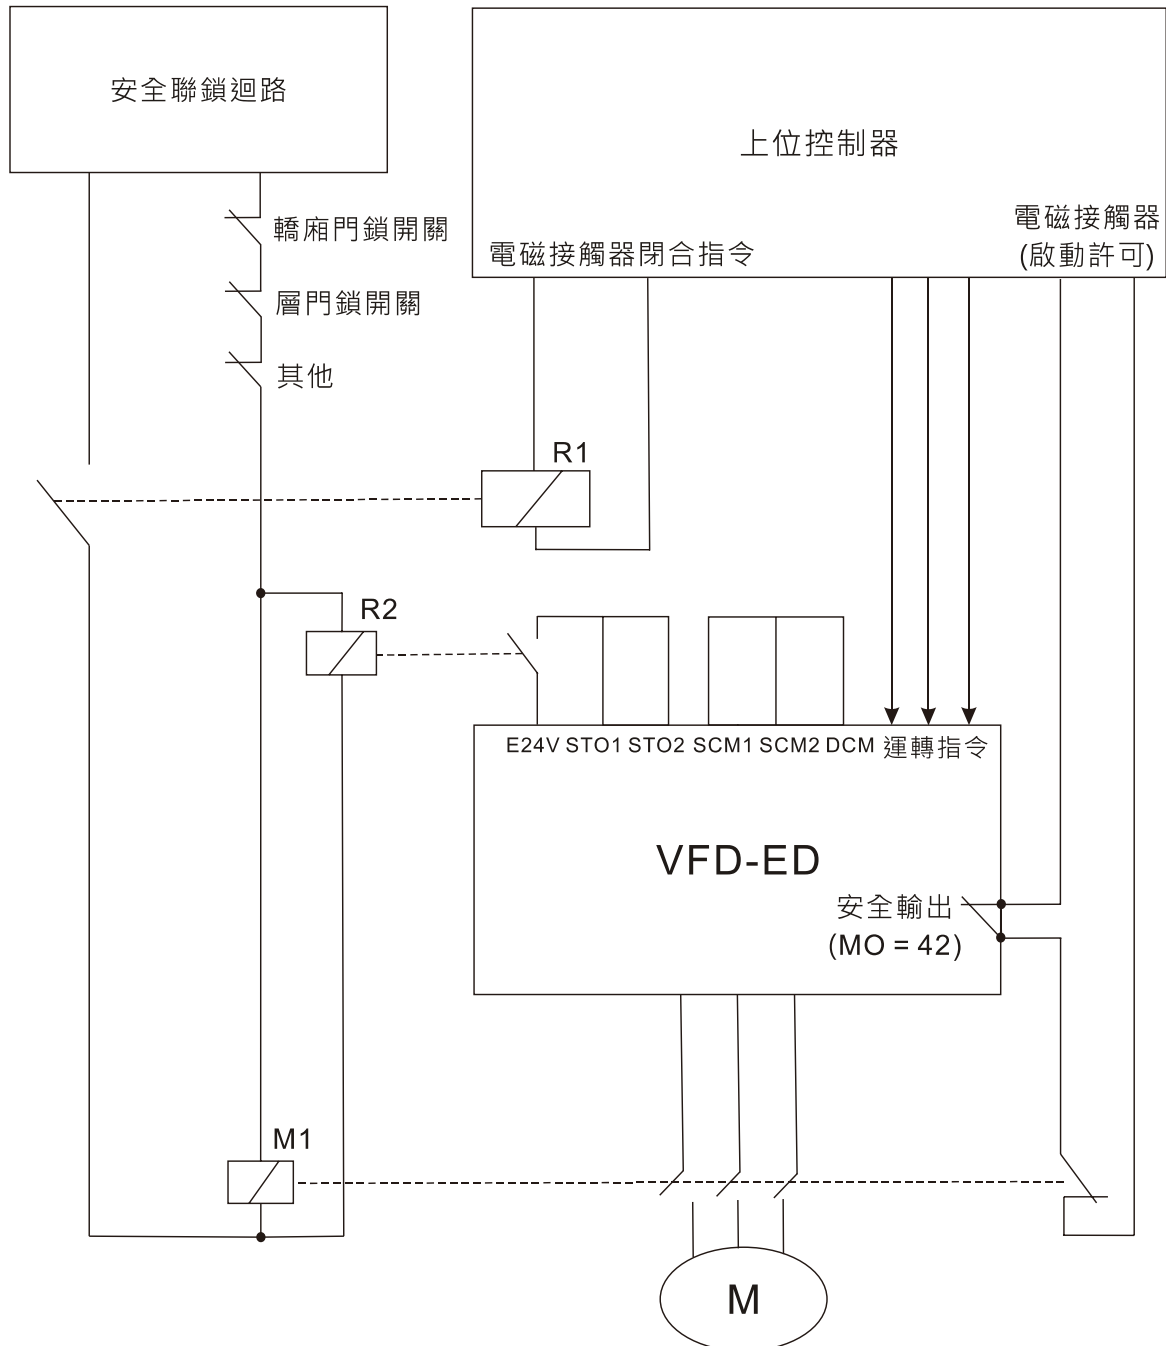 安全聯鎖迴路
上位控制器
轎廂門鎖開關
層門鎖開關
其他
電磁接觸器閉合指令
電磁接觸器
(啟動許可)
R1
R2
E24V STO1 STO2 SCM1 SCM2 DCM 運轉指令
VFD-ED
安全輸出
(MO = 42)
M1
M